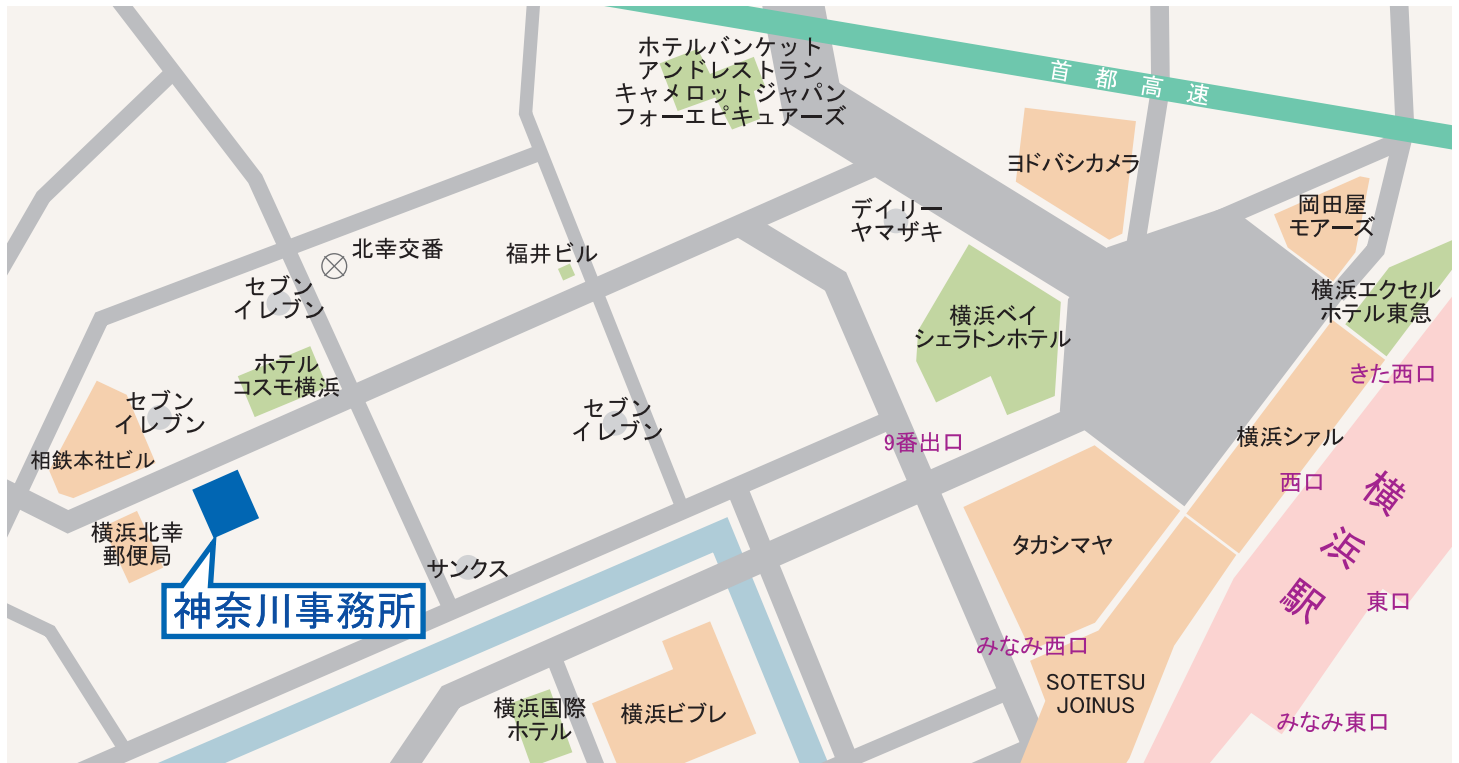 ホテルバンケット
アンドレストラン
キャメロットジャパン
フォーエピキュアーズ
首都高速
ヨドバシカメラ
岡田屋
モアーズ
デイリー
ヤマザキ
北幸交番
福井ビル
セブン
イレブン
横浜エクセル
ホテル東急
横浜ベイ
シェラトンホテル
ホテル
コスモ横浜
きた西口
セブン
イレブン
セブン
イレブン
9番出口
横浜シァル
相鉄本社ビル
西口
横浜駅
横浜北幸
郵便局
タカシマヤ
サンクス
神奈川事務所
東口
みなみ西口
SOTETSU
JOINUS
横浜国際
ホテル
横浜ビブレ
みなみ東口